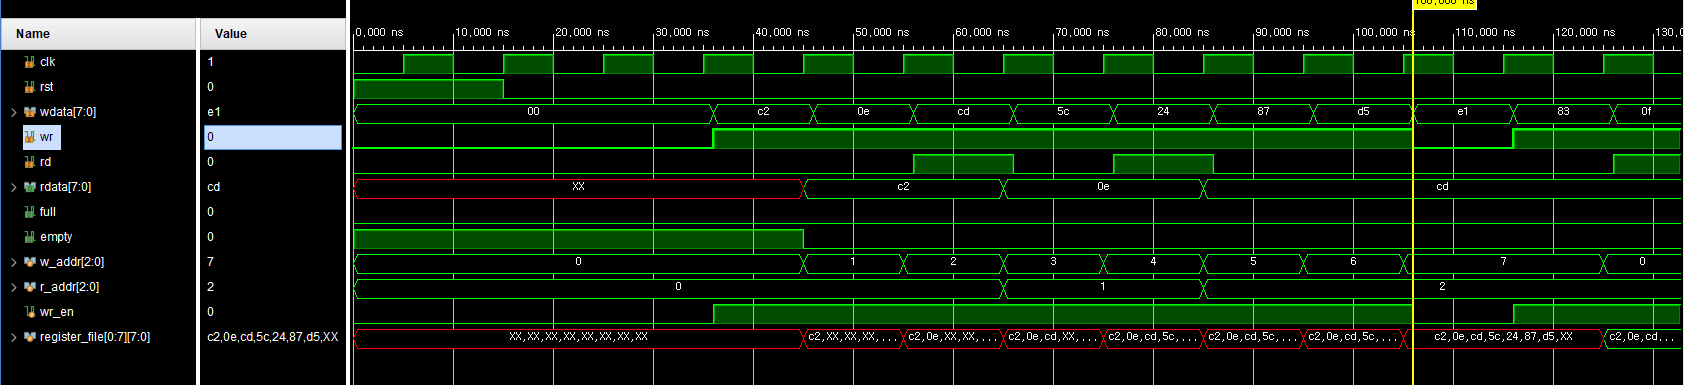 Name Value
106,000 ns
0,000 ns 10,000 ns 20,000 ns 30,000 ns 40,000 ns 50,000 ns 60,000 ns 70,000 ns 80,000 ns 90,000 ns 100,000 ns 110,000 ns 120,000 ns 130,
clk 1
rst 0
wdata[7:0] e1 00 c2 0e cd 5c 24 87 d5 e1 83 0f
wr 0
rd 0
rdata[7:0] cd XX c2 0e cd
full 0
empty 0
w_addr[2:0] 7 0 1 2 3 4 5 6 7 0
r_addr[2:0] 2 0 1 2
wr_en 0
register_file[0:7][7:0] c2,0e,cd,5c,24,87,d5,XX XX,XX,XX,XX,XX,XX,XX,XX c2,XX,XX,XX,... c2,0e,XX,XX,... c2,0e,cd,XX,... c2,0e,cd,5c,... c2,0e,cd,5c,... c2,0e,cd,5c,... c2,0e,cd,5c,24,87,d5,XX c2,0e,cd...